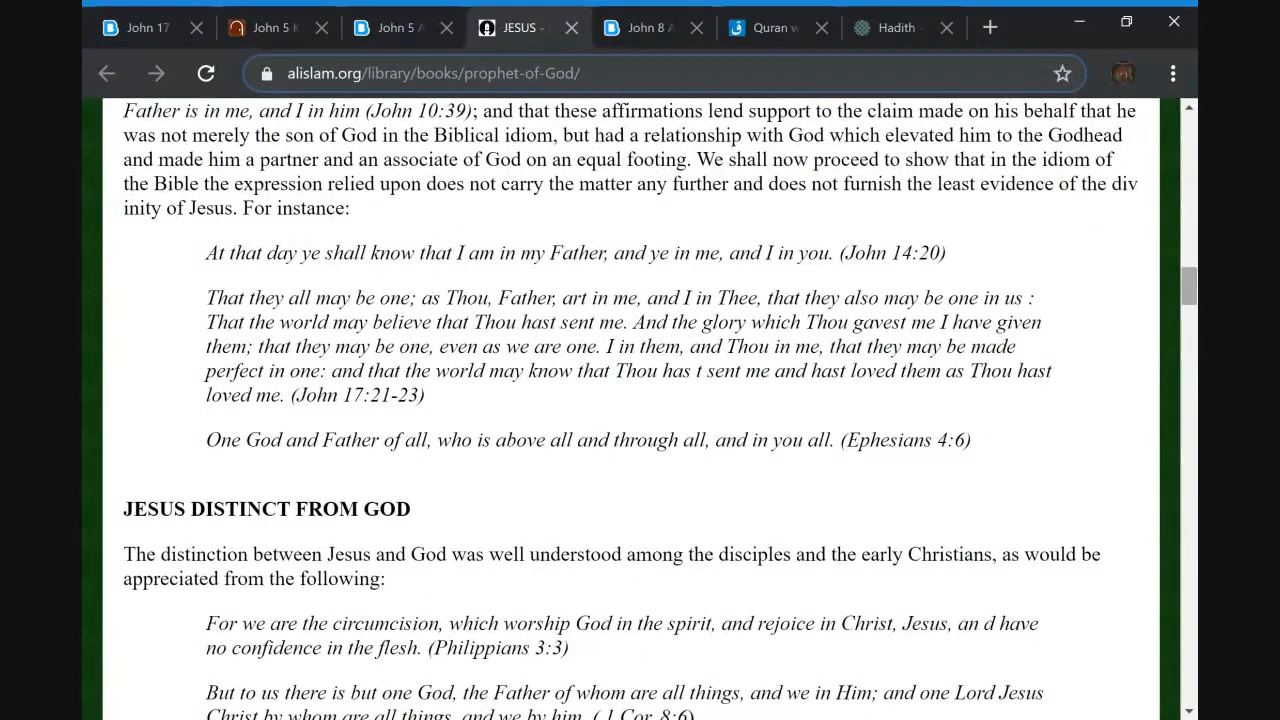 John 17
John 5 K
John 5 A
JESUS -
John 8 A
Quran w
Hadith -
alislam.org/library/books/prophet-of-God/
Father is in me, and I in him (John 10:39); and that these affirmations lend support to the claim made on his behalf that he
was not merely the son of God in the Biblical idiom, but had a relationship with God which elevated him to the Godhead
and made him a partner and an associate of God on an equal footing. We shall now proceed to show that in the idiom of
the Bible the expression relied upon does not carry the matter any further and does not furnish the least evidence of the div
inity of Jesus. For instance:
At that day ye shall know that I am in my Father, and ye in me, and I in you. (John 14:20)
That they all may be one; as Thou, Father, art in me, and I in Thee, that they also may be one in us :
That the world may believe that Thou hast sent me. And the glory which Thou gavest me I have given
them; that they may be one, even as we are one. I in them, and Thou in me, that they may be made
perfect in one: and that the world may know that Thou has t sent me and hast loved them as Thou hast
loved me. (John 17:21-23)
One God and Father of all, who is above all and through all, and in you all. (Ephesians 4:6)
JESUS DISTINCT FROM GOD
The distinction between Jesus and God was well understood among the disciples and the early Christians, as would be
appreciated from the following:
For we are the circumcision, which worship God in the spirit, and rejoice in Christ, Jesus, an d have
no confidence in the flesh. (Philippians 3:3)
But to us there is but one God, the Father of whom are all things, and we in Him; and one Lord Jesus
Christ by whom are all things, and we by him. ( 1 Cor. 8:6)